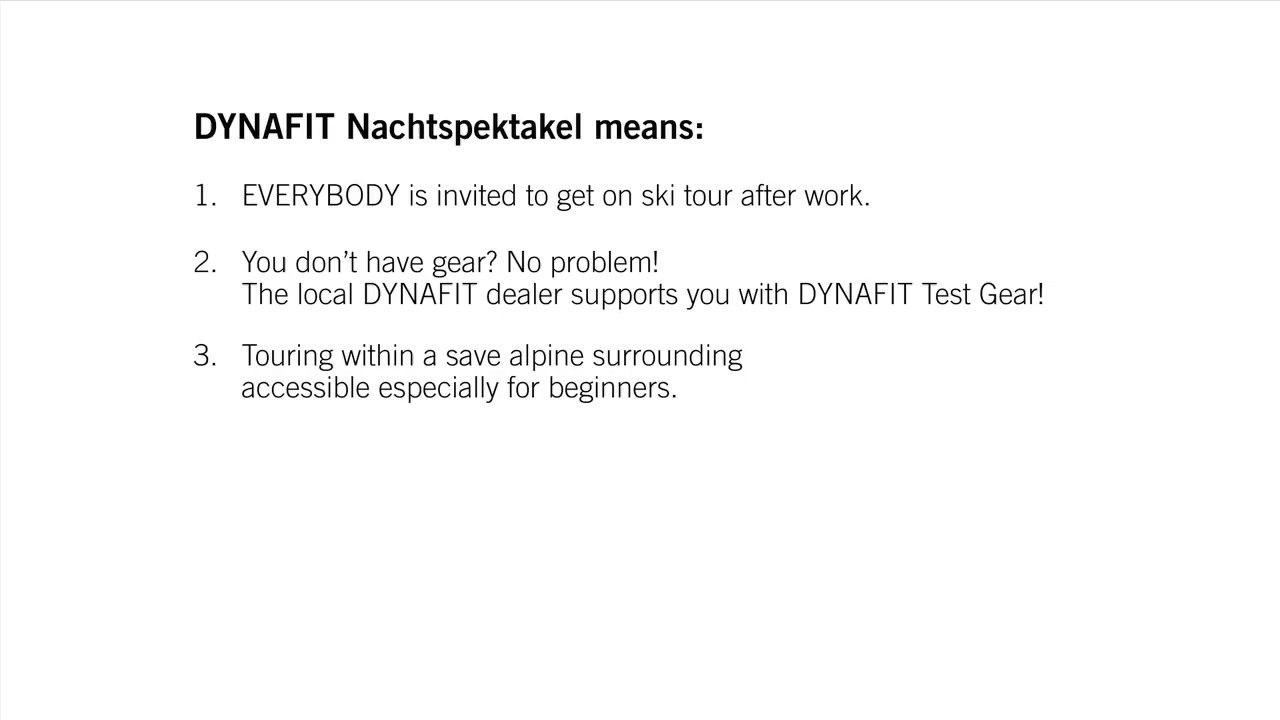 DYNAFIT Nachtspektakel means:
1. EVERYBODY is invited to get on ski tour after work.
2. You don't have gear? No problem!
The local DYNAFIT dealer supports you with DYNAFIT Test Gear!
3. Touring within a save alpine surrounding
accessible especially for beginners.